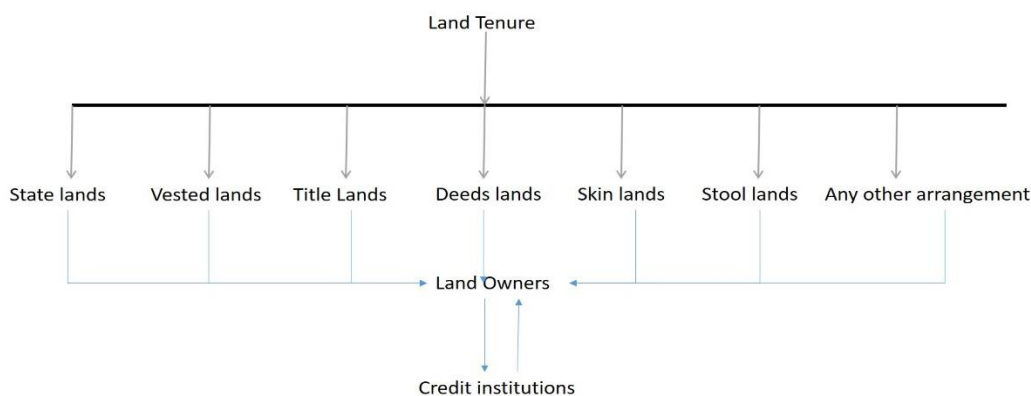 Land Tenure
State lands Vested lands Title Lands Deeds lands Skin lands Stool lands Any other arrangement
Land Owners
Credit institutions